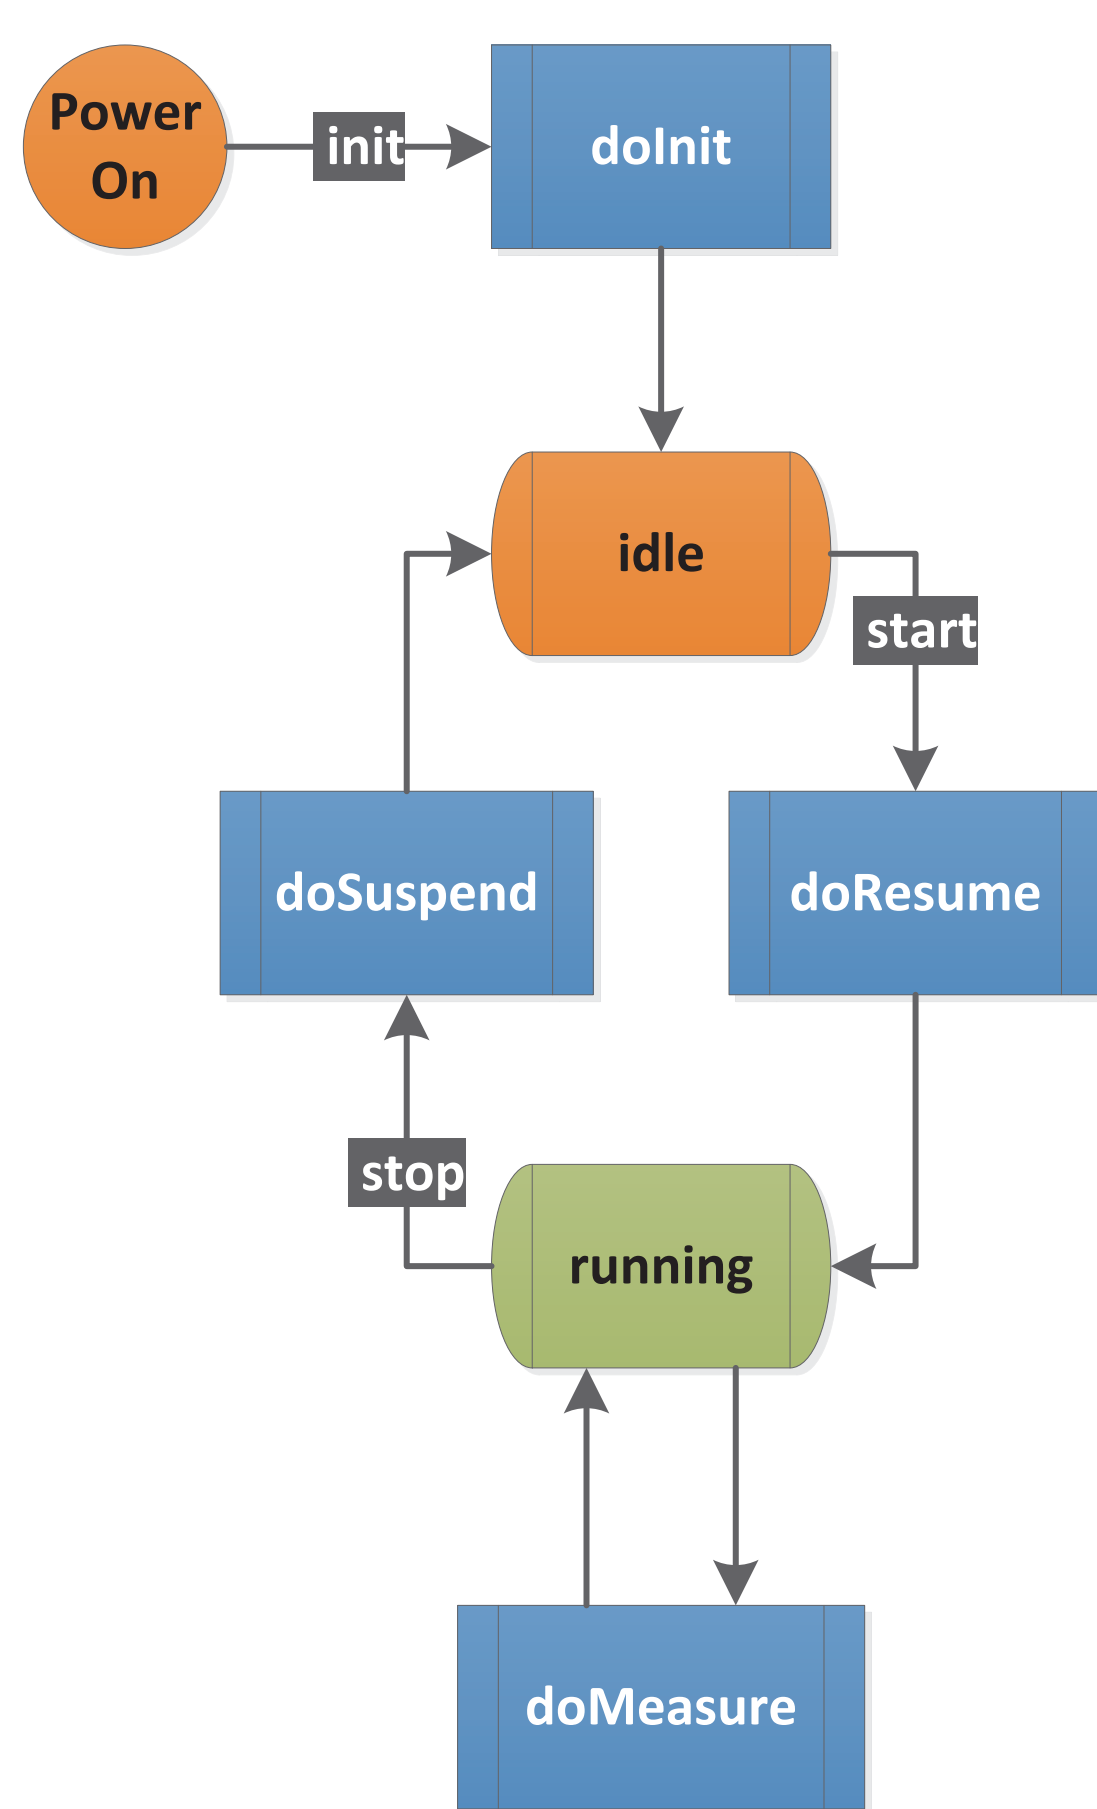 Power
On
init
doInit
idle
start
doSuspend
doResume
stop
running
doMeasure